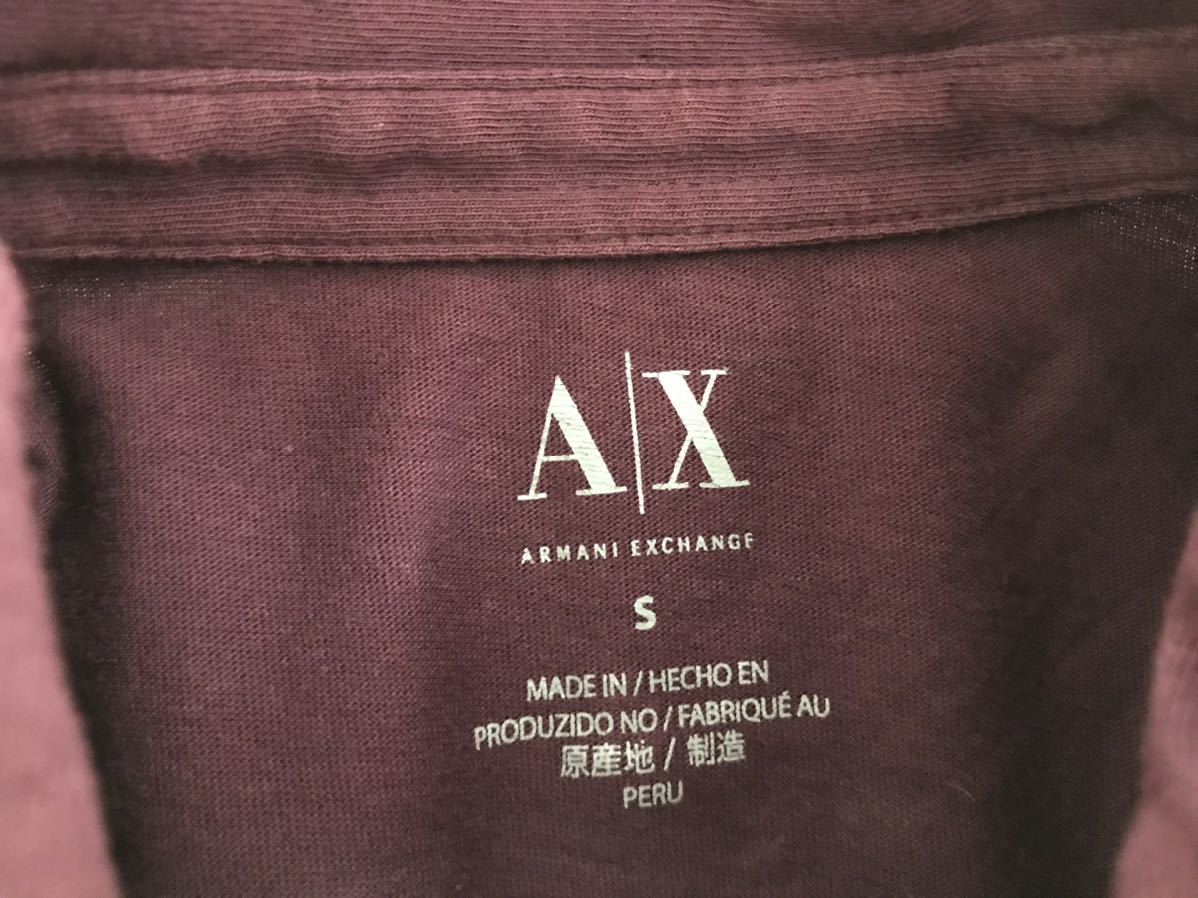 A|X
ARMANI EXCHANGE
S
MADE IN / HECHO EN
PRODUZIDO NO / FABRIQUÉ AU
原産地 / 制造
PERU